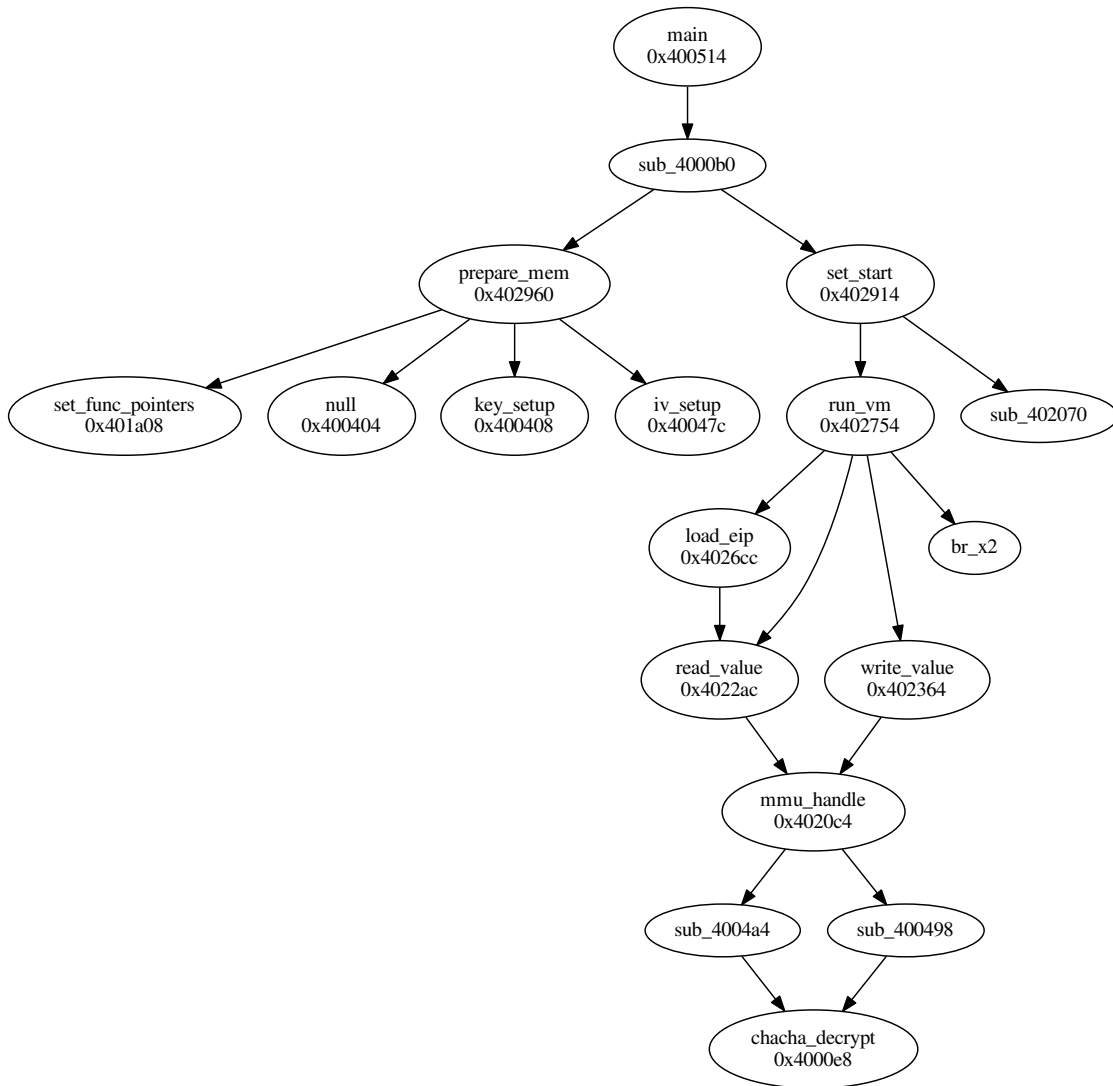 main
0x400514
sub_4000b0
prepare_mem
0x402960
set_start
0x402914
set_func_pointers
0x401a08
null
0x400404
key_setup
0x400408
iv_setup
0x40047c
run_vm
0x402754
sub_402070
load_eip
0x4026cc
br_x2
read_value
0x4022ac
write_value
0x402364
mmu_handle
0x4020c4
sub_4004a4
sub_400498
chacha_decrypt
0x4000e8